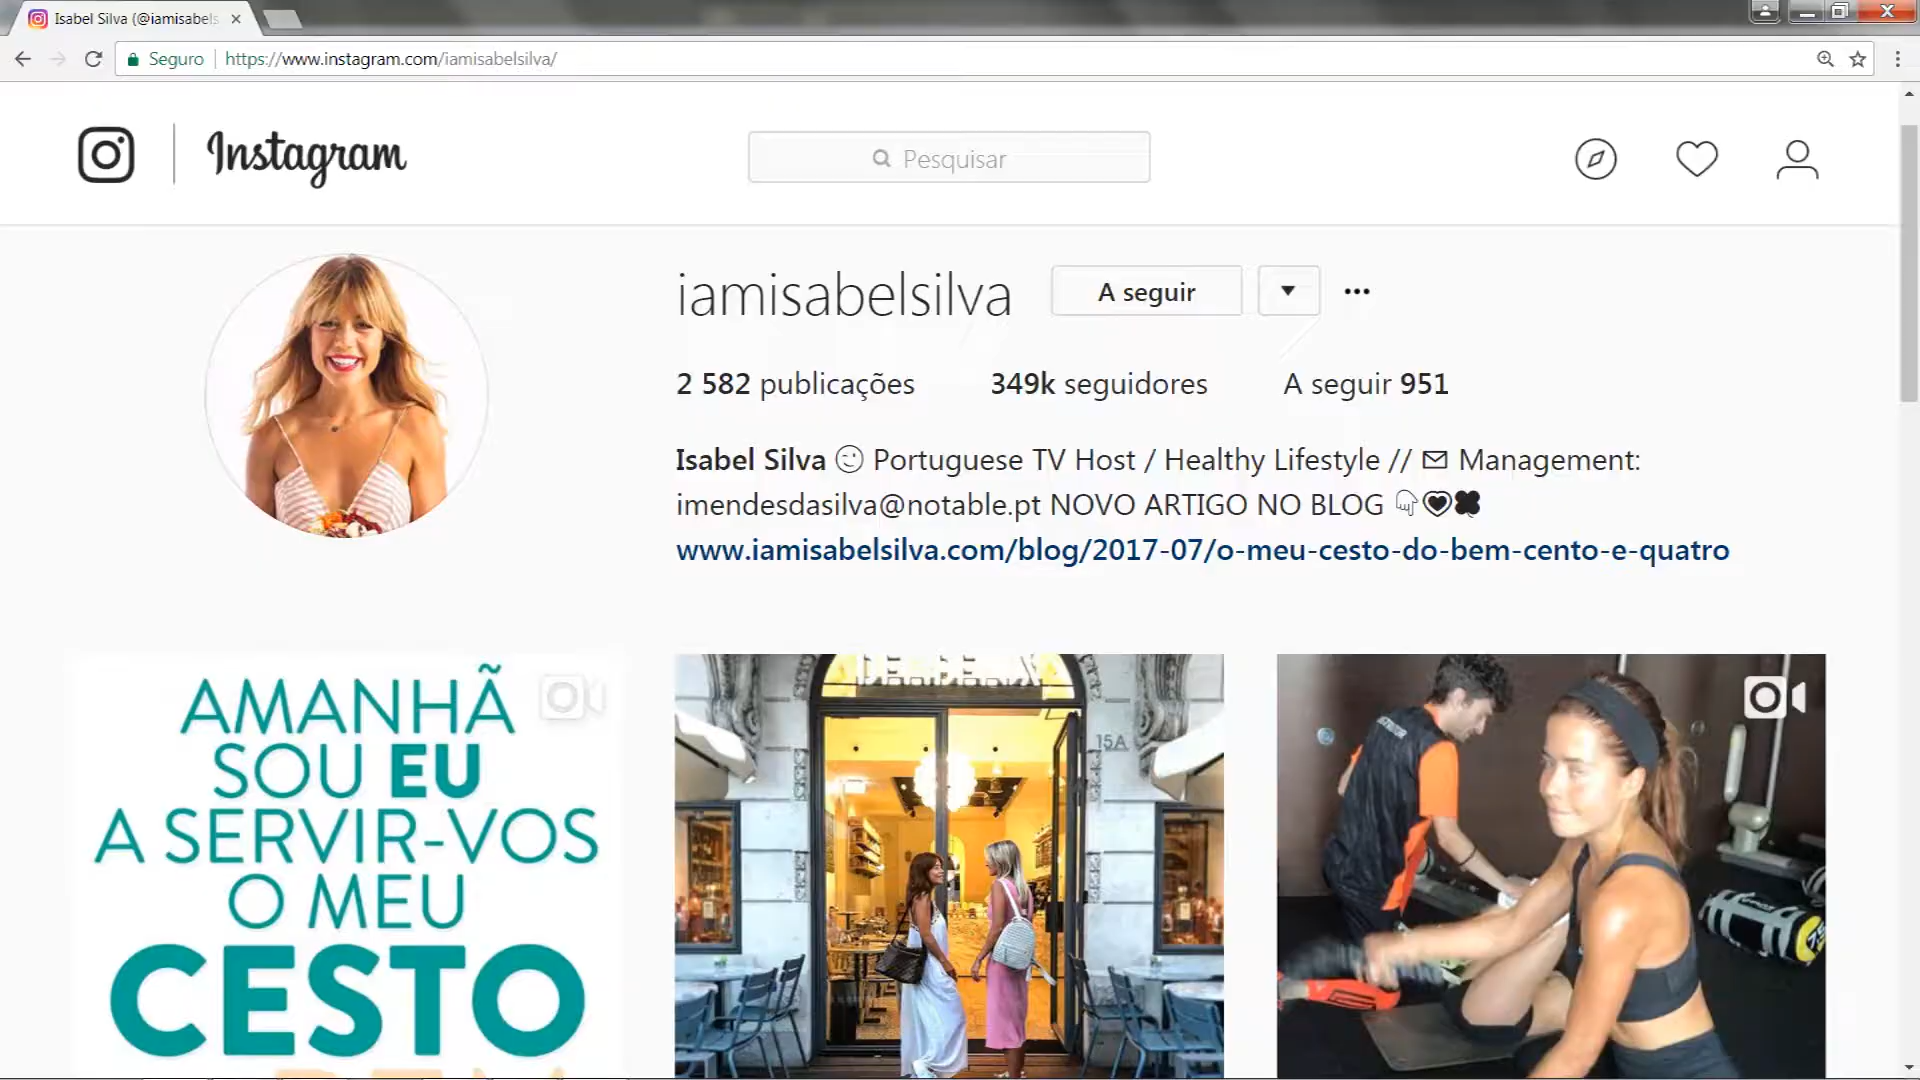 Isabel Silva (@iamisabels
Seguro
https://www.instagram.com/iamisabelsilva/
Instagram
Pesquisar
iamisabelsilva
A seguir
2 582 publicações
349k seguidores
A seguir 951
Isabel Silva 😉 Portuguese TV Host / Healthy Lifestyle // ✉ Management:
imendesdasilva@notable.pt NOVO ARTIGO NO BLOG 👇💗🍀
www.iamisabelsilva.com/blog/2017-07/o-meu-cesto-do-bem-cento-e-quatro
AMANHÃ
SOU EU
A SERVIR-VOS
O MEU
CESTO
15A